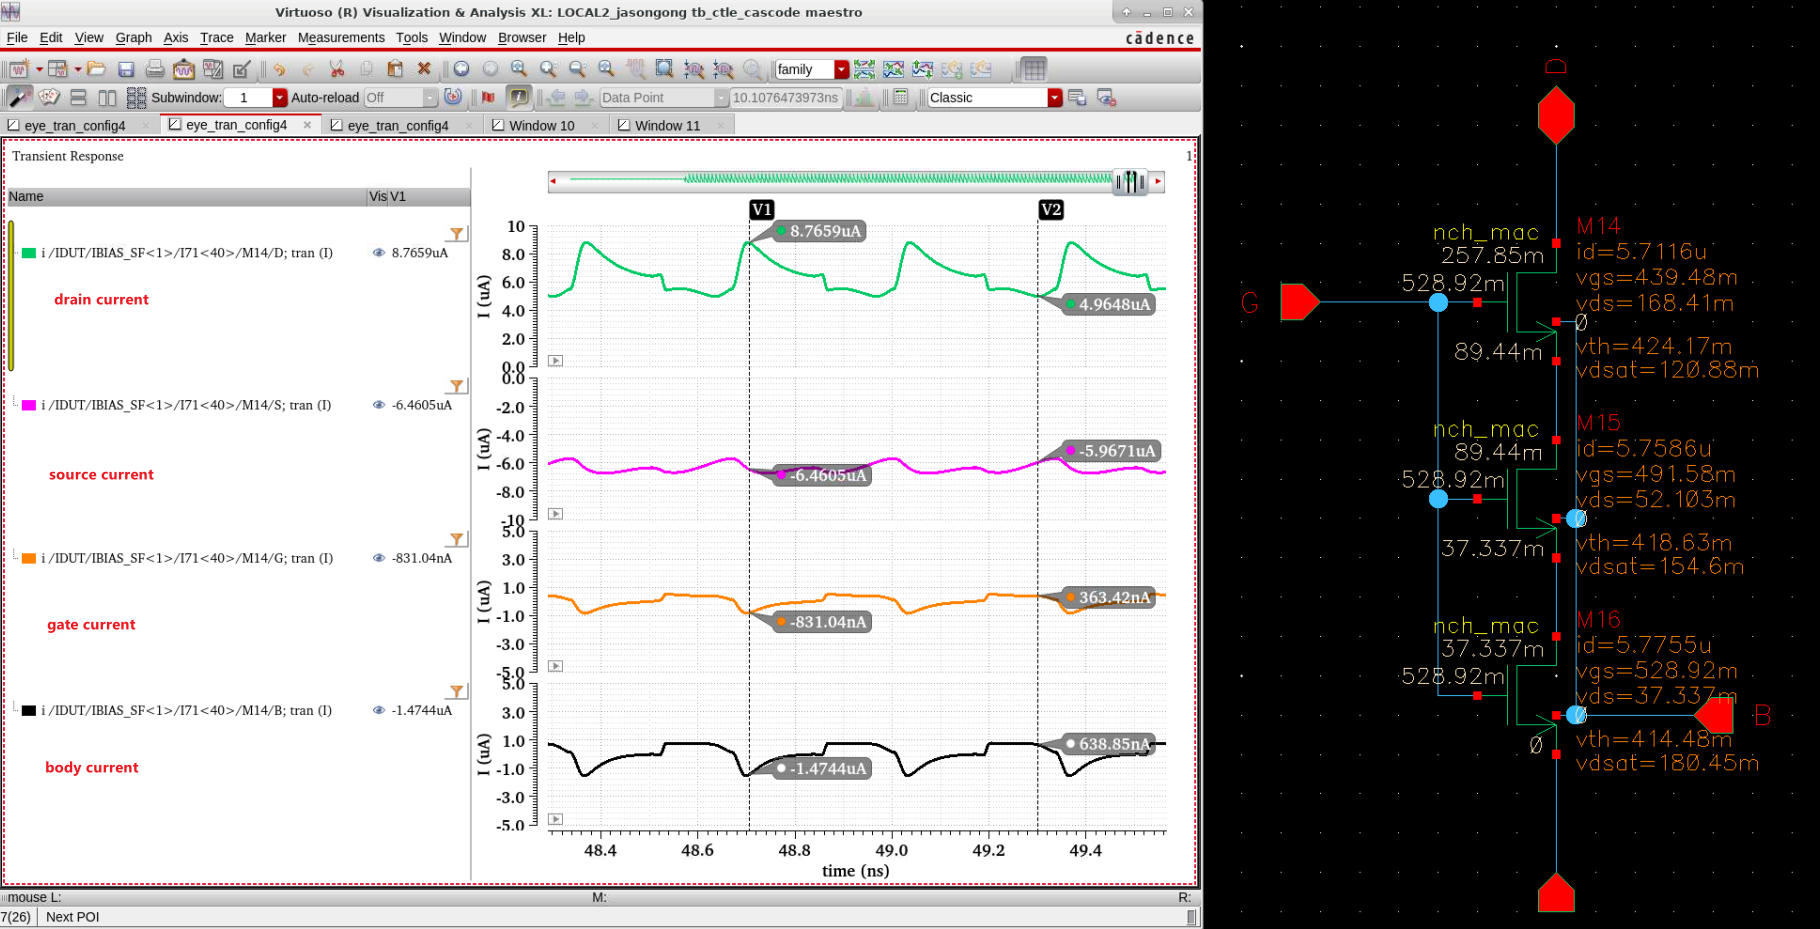 Virtuoso (R) Visualization & Analysis XL: LOCAL2_jasongong tb_ctle_cascode maestro
File Edit View Graph Axis Trace Marker Measurements Tools Window Browser Help
cādence
family
Subwindow: 1 Auto-reload Off Data Point 10.1076473973ns Classic
eye_tran_config4 eye_tran_config4 eye_tran_config4 Window 10 Window 11
Transient Response
1
Name Vis V1
i /IDUT/IBIAS_SF<1>/I71<40>/M14/D; tran (I) 8.7659uA
drain current
i /IDUT/IBIAS_SF<1>/I71<40>/M14/S; tran (I) -6.4605uA
source current
i /IDUT/IBIAS_SF<1>/I71<40>/M14/G; tran (I) -831.04nA
gate current
i /IDUT/IBIAS_SF<1>/I71<40>/M14/B; tran (I) -1.4744uA
body current
V1 V2
I (uA)
10
8.0
6.0
4.0
2.0
0.0
8.7659uA
4.9648uA
I (uA)
0.0
-2.0
-4.0
-6.0
-8.0
-10
-6.4605uA
-5.9671uA
I (uA)
5.0
3.0
1.0
-1.0
-3.0
-5.0
-831.04nA
363.42nA
I (uA)
5.0
3.0
1.0
-1.0
-3.0
-5.0
-1.4744uA
638.85nA
48.4 48.6 48.8 49.0 49.2 49.4
time (ns)
mouse L: M: R:
7(26) Next POI
D
G
B
nch_mac
257.85m
528.92m
89.44m
M14
id=5.7116u
vgs=439.48m
vds=168.41m
0
vth=424.17m
vdsat=120.88m
nch_mac
89.44m
528.92m
37.337m
M15
id=5.7586u
vgs=491.58m
vds=52.103m
0
vth=418.63m
vdsat=154.6m
nch_mac
37.337m
528.92m
0
M16
id=5.7755u
vgs=528.92m
vds=37.337m
0
vth=414.48m
vdsat=180.45m